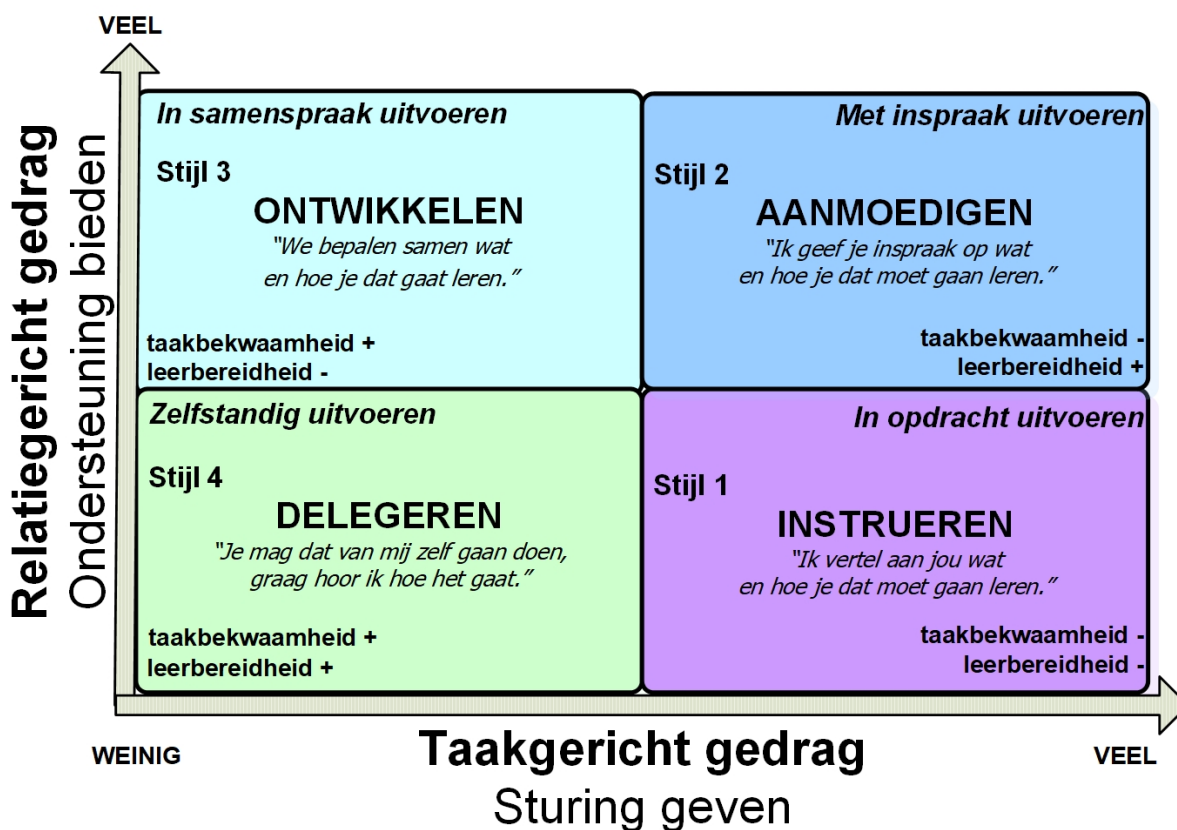 VEEL
Relatiegericht gedrag
Ondersteuning bieden
In samenspraak uitvoeren
Stijl 3
ONTWIKKELEN
"We bepalen samen wat
en hoe je dat gaat leren."
taakbekwaamheid +
leerbereidheid -
Met inspraak uitvoeren
Stijl 2
AANMOEDIGEN
"Ik geef je inspraak op wat
en hoe je dat moet gaan leren."
taakbekwaamheid -
leerbereidheid +
Zelfstandig uitvoeren
Stijl 4
DELEGEREN
"Je mag dat van mij zelf gaan doen,
graag hoor ik hoe het gaat."
taakbekwaamheid +
leerbereidheid +
In opdracht uitvoeren
Stijl 1
INSTRUEREN
"Ik vertel aan jou wat
en hoe je dat moet gaan leren."
taakbekwaamheid -
leerbereidheid -
WEINIG
Taakgericht gedrag
VEEL
Sturing geven